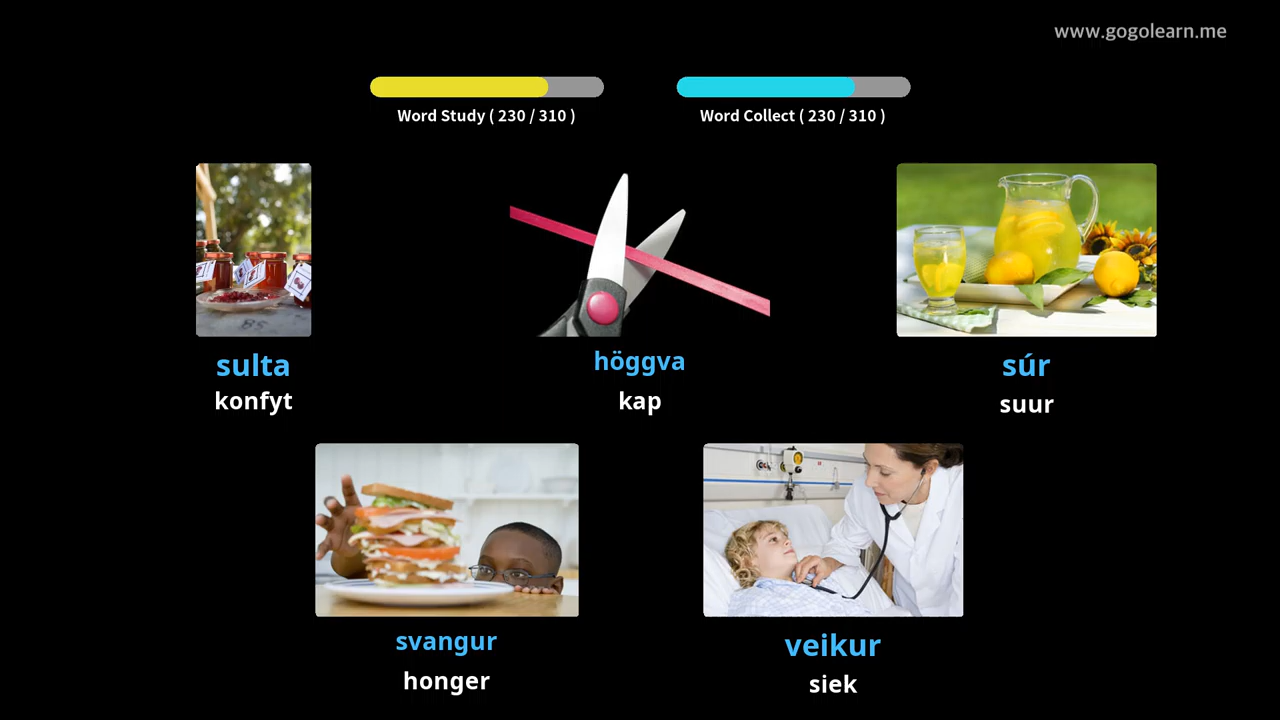 www.gogolearn.me
Word Study ( 230 / 310 )
Word Collect ( 230 / 310 )
sulta
konfyt
höggva
kap
súr
suur
svangur
honger
veikur
siek